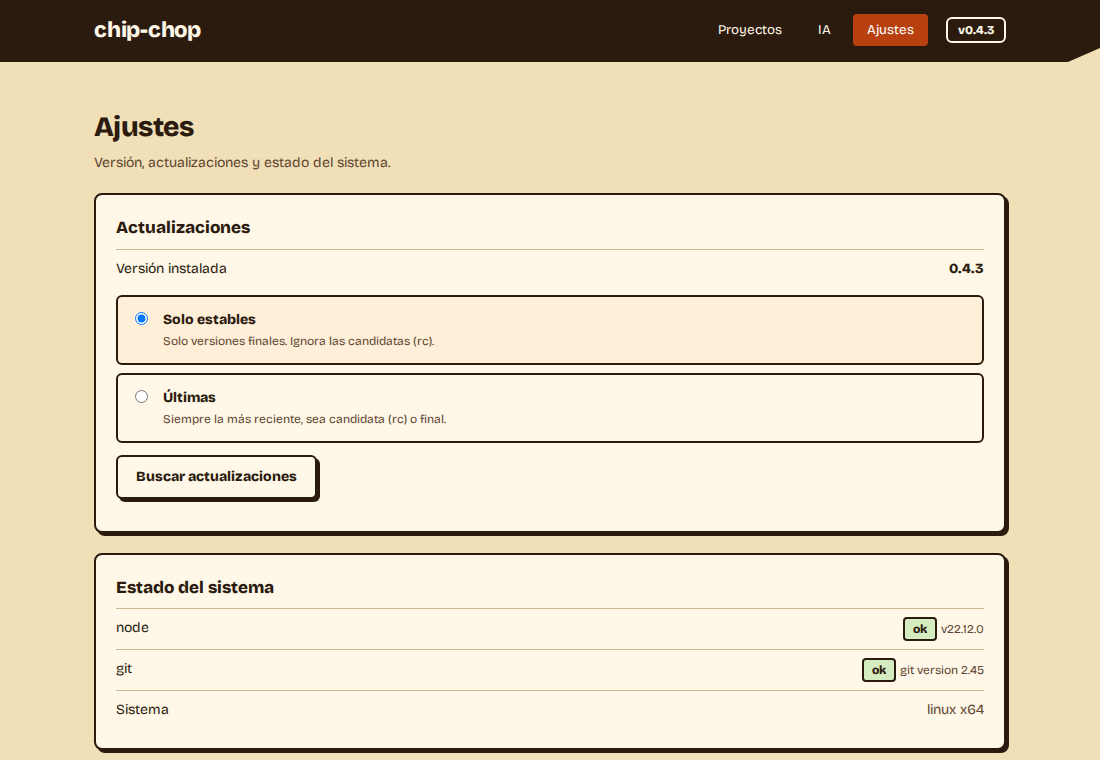 chip-chop
Proyectos IA Ajustes v0.4.3
Ajustes
Versión, actualizaciones y estado del sistema.
Actualizaciones
Versión instalada 0.4.3
Solo estables
Solo versiones finales. Ignora las candidatas (rc).
Últimas
Siempre la más reciente, sea candidata (rc) o final.
Buscar actualizaciones
Estado del sistema
node ok v22.12.0
git ok git version 2.45
Sistema linux x64